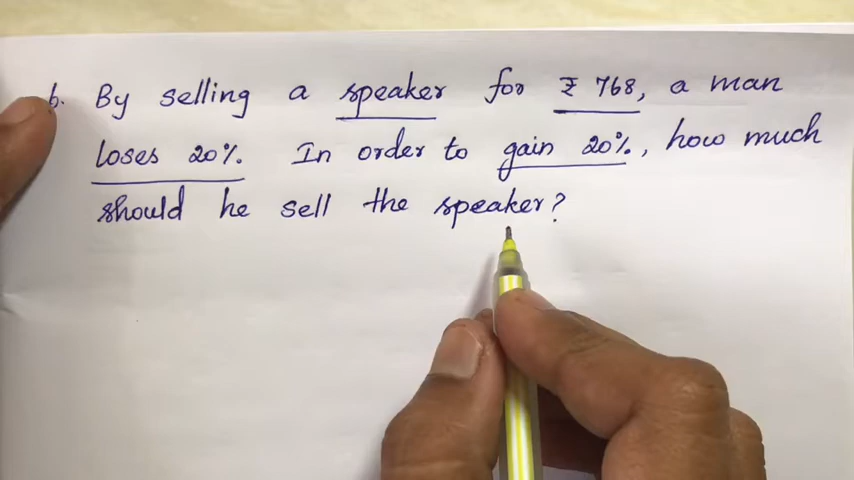 6. By selling a speaker for ₹ 768, a man
loses 20%. In order to gain 20%, how much
should he sell the speaker?